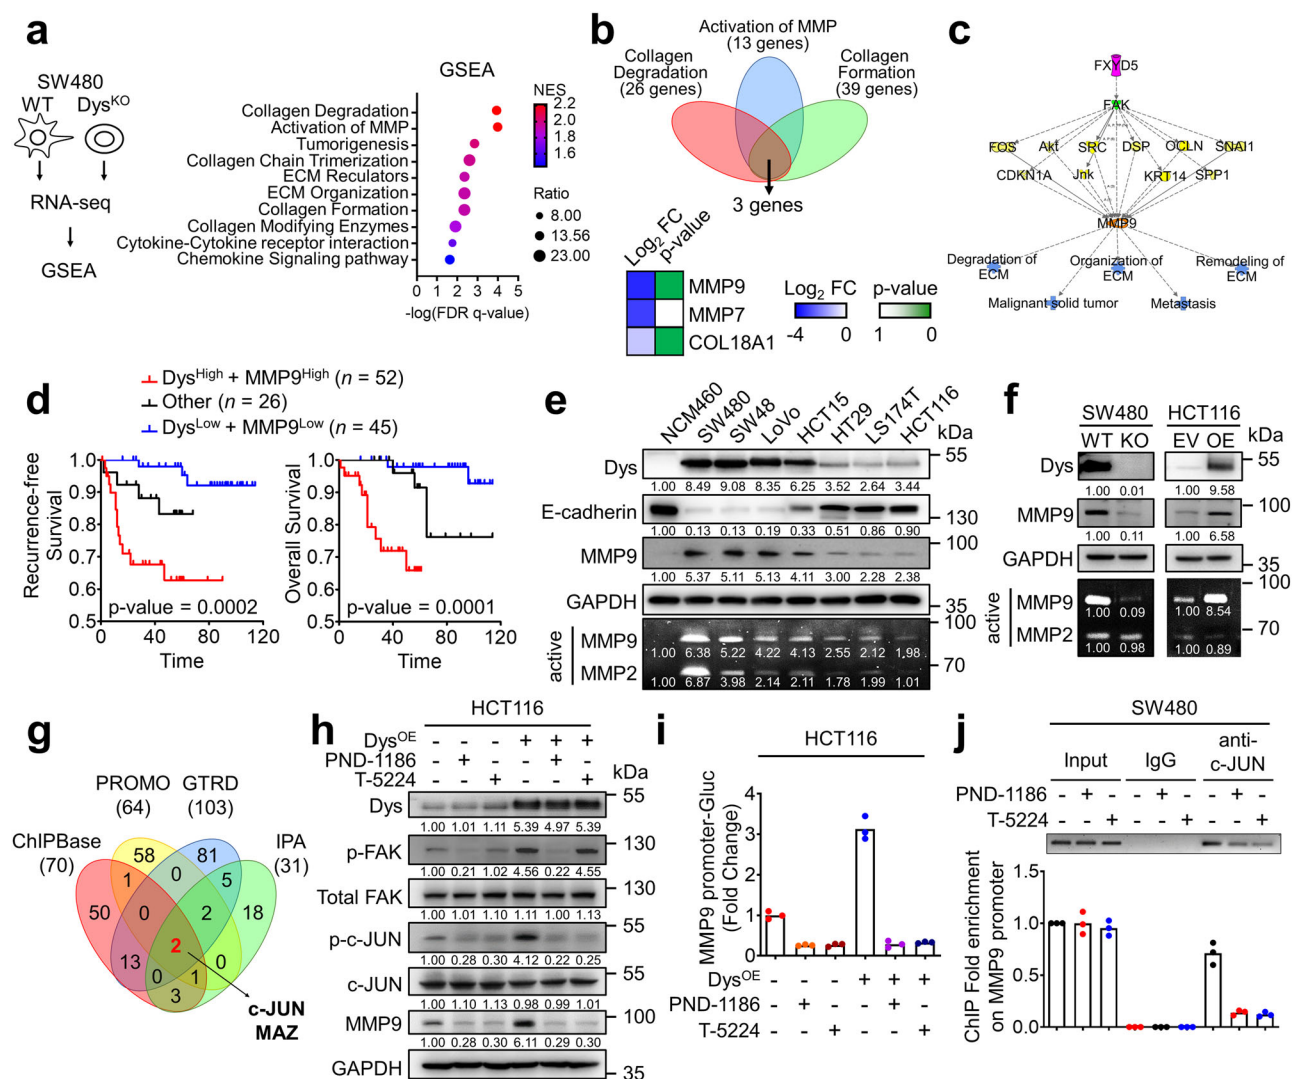 a
SW480
WT Dys^KO
RNA-seq
GSEA
GSEA
Collagen Degradation
Activation of MMP
Tumorigenesis
Collagen Chain Trimerization
ECM Reculators
ECM Organization
Collagen Formation
Collagen Modifying Enzymes
Cytokine-Cytokine receptor interaction
Chemokine Signaling pathway
0 1 2 3 4 5
-log(FDR q-value)
NES
2.2
2.0
1.8
1.6
Ratio
8.00
13.56
23.00
b
Activation of MMP
(13 genes)
Collagen
Degradation
(26 genes)
Collagen
Formation
(39 genes)
3 genes
Log₂ FC
p-value
MMP9
MMP7
COL18A1
Log₂ FC
-4 0
p-value
1 0
c
FXYD5
FAK
FOS Akt SRC DSP OCLN SNAI1
CDKN1A Jnk KRT14 SPP1
MMP9
Degradation of
ECM
Organization of
ECM
Remodeling of
ECM
Malignant solid tumor
Metastasis
d
Dys^High + MMP9^High (n = 52)
Other (n = 26)
Dys^Low + MMP9^Low (n = 45)
Recurrence-free
Survival
1.0
0.9
0.8
0.7
0.6
0.5
p-value = 0.0002
0 40 80 120
Time
Overall Survival
1.0
0.9
0.8
0.7
0.6
0.5
p-value = 0.0001
0 40 80 120
Time
e
NCM460 SW480 SW48 LoVo HCT15 HT29 LS174T HCT116
kDa
Dys 55
1.00 8.49 9.08 8.35 6.25 3.52 2.64 3.44
E-cadherin 130
1.00 0.13 0.13 0.19 0.33 0.51 0.86 0.90
MMP9 100
1.00 5.37 5.11 5.13 4.11 3.00 2.28 2.38
GAPDH 35
active
MMP9 100
1.00 6.38 5.22 4.22 4.13 2.55 2.12 1.98
MMP2 70
1.00 6.87 3.98 2.14 2.11 1.78 1.99 1.01
f
SW480 HCT116
WT KO EV OE kDa
Dys 55
1.00 0.01 1.00 9.58
MMP9 100
1.00 0.11 1.00 6.58
GAPDH 35
active
MMP9 100
1.00 0.09 1.00 8.54
MMP2 70
1.00 0.98 1.00 0.89
g
PROMO
(64)
GTRD
(103)
ChIPBase
(70)
IPA
(31)
58 81
1 0 5
50 0 2 18
2
13 0 1 0
3
c-JUN
MAZ
h
HCT116
Dys^OE - - - + + +
PND-1186 - + - - + -
T-5224 - - + - - +
kDa
Dys 55
1.00 1.01 1.11 5.39 4.97 5.39
p-FAK 130
1.00 0.21 1.02 4.56 0.22 4.55
Total FAK 130
1.00 1.01 1.10 1.11 1.00 1.13
p-c-JUN 55
1.00 0.28 0.30 4.12 0.22 0.25
c-JUN 55
1.00 1.10 1.13 0.98 0.99 1.01
MMP9 100
1.00 0.28 0.30 6.11 0.29 0.30
GAPDH 35
i
HCT116
MMP9 promoter-Gluc
(Fold Change)
4
3
2
1
0
Dys^OE - - - + + +
PND-1186 - + - - + -
T-5224 - - + - - +
j
SW480
Input IgG anti-
c-JUN
PND-1186 - + - - + - - + -
T-5224 - - + - - + - - +
ChIP Fold enrichment
on MMP9 promoter
1.5
1.0
0.5
0.0